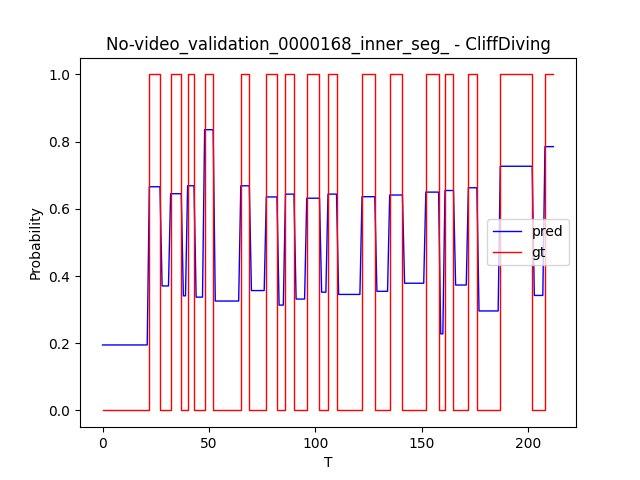 No-video_validation_0000168_inner_seg_ - CliffDiving
1.0
0.8
0.6
0.4
0.2
0.0
Probability
pred
gt
0
50
100
150
200
T